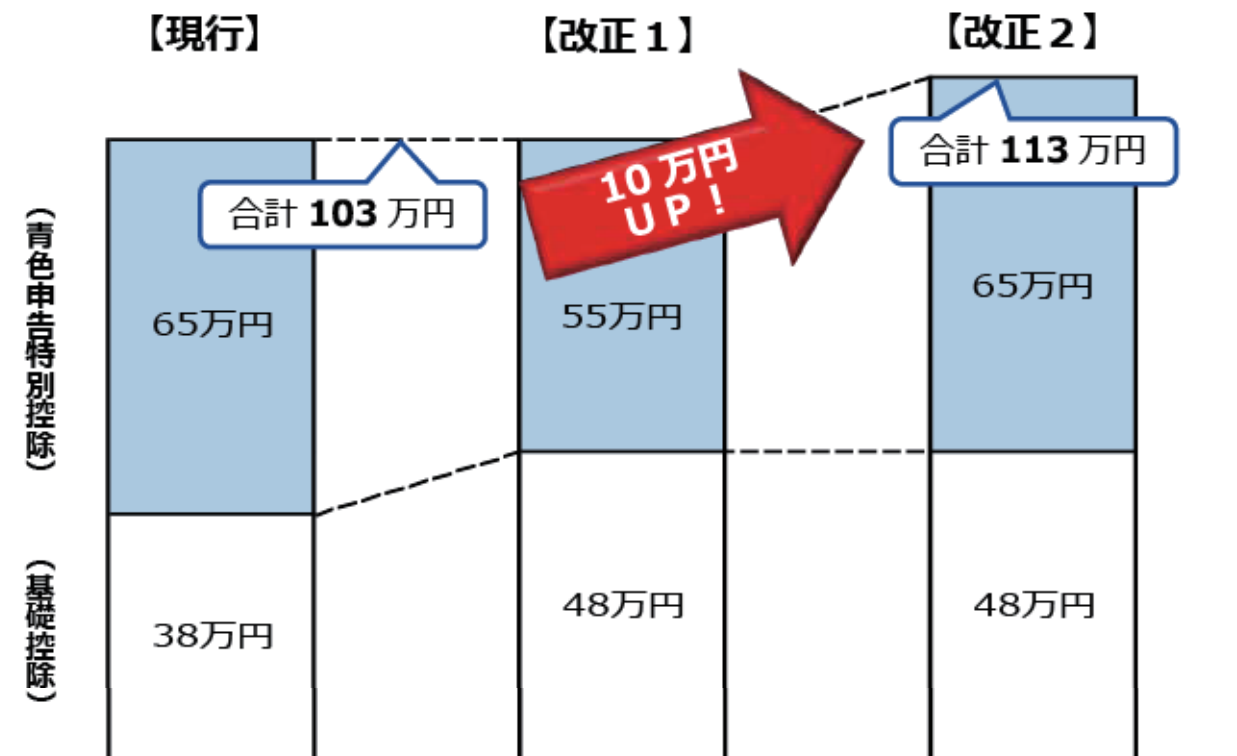 【現行】
【改正１】
【改正２】
合計 103 万円
10 万円
ＵＰ！
合計 113 万円
（青色申告特別控除）
65万円
55万円
65万円
（基礎控除）
38万円
48万円
48万円